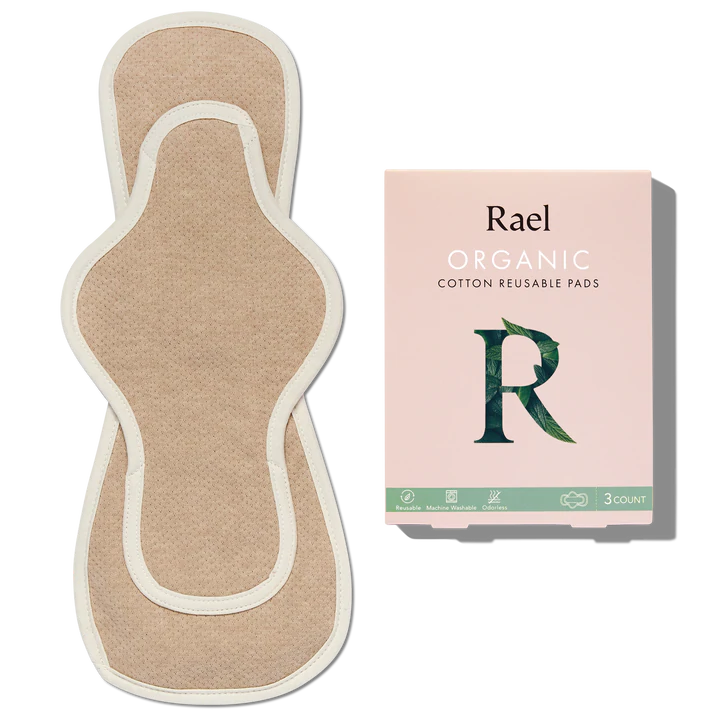 Rael
ORGANIC
COTTON REUSABLE PADS
R
Reusable Machine Washable Odorless 3 COUNT